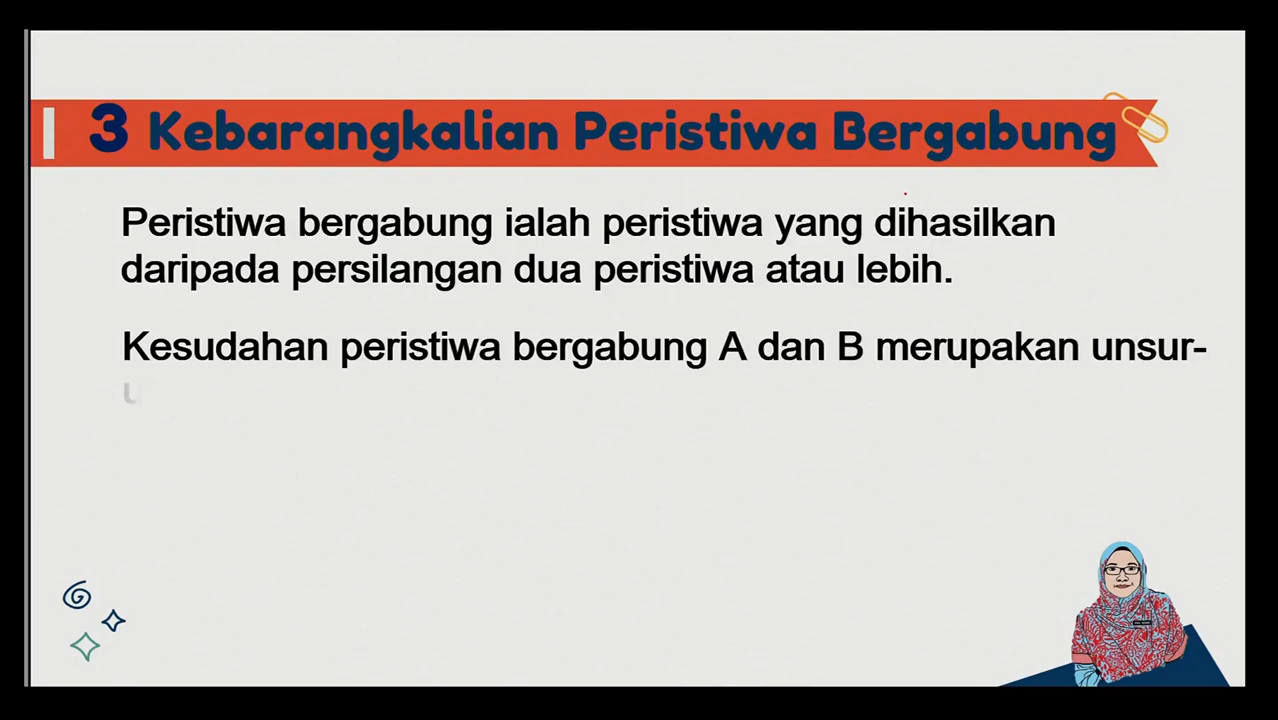 3 Kebarangkalian Peristiwa Bergabung
Peristiwa bergabung ialah peristiwa yang dihasilkan
daripada persilangan dua peristiwa atau lebih.
Kesudahan peristiwa bergabung A dan B merupakan unsur-
u